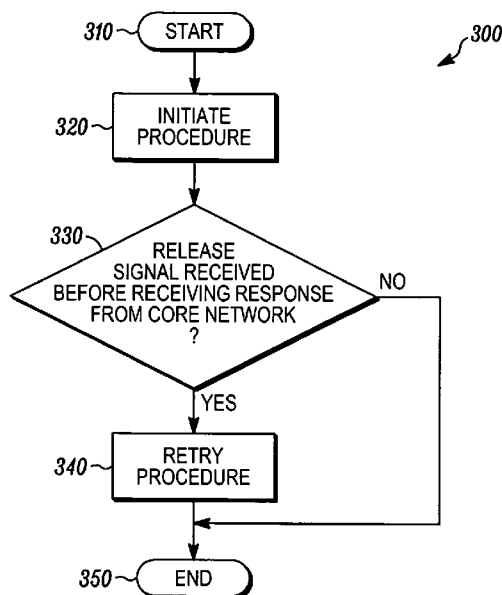 310
START
300
320
INITIATE
PROCEDURE
330
RELEASE
SIGNAL RECEIVED
BEFORE RECEIVING RESPONSE
FROM CORE NETWORK
?
NO
YES
340
RETRY
PROCEDURE
350
END